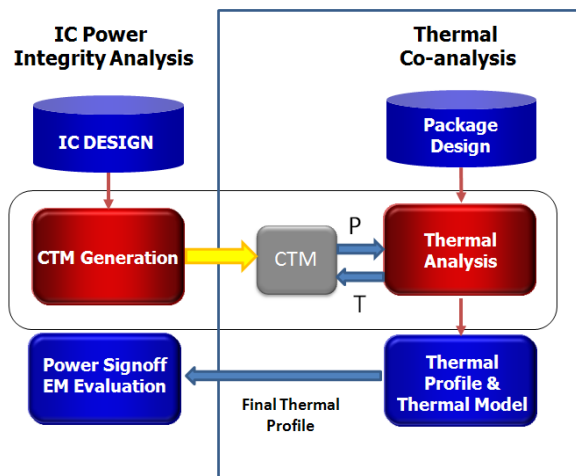 IC Power
Integrity Analysis
Thermal
Co-analysis
IC DESIGN
Package
Design
CTM Generation
CTM
P
T
Thermal
Analysis
Power Signoff
EM Evaluation
Final Thermal
Profile
Thermal
Profile &
Thermal Model